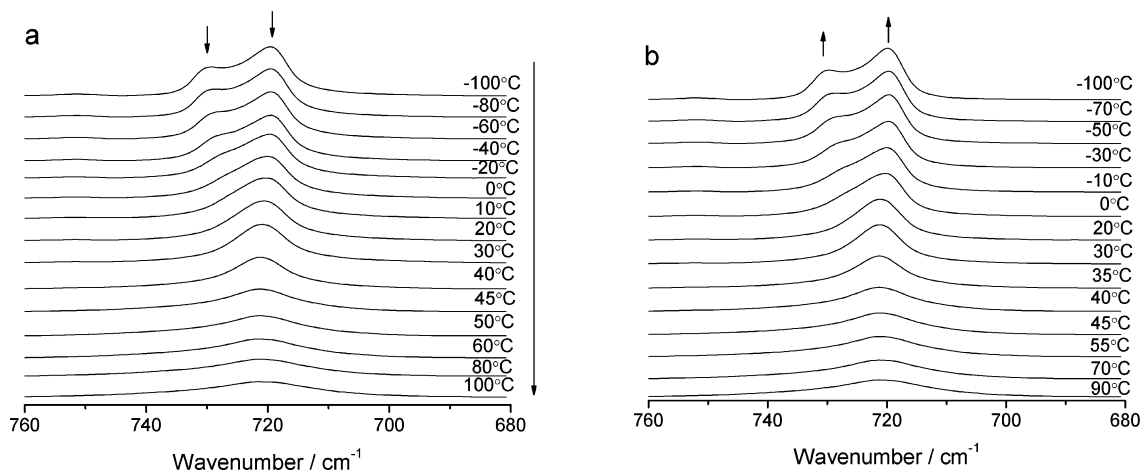 a
-100°C
-80°C
-60°C
-40°C
-20°C
0°C
10°C
20°C
30°C
40°C
45°C
50°C
60°C
80°C
100°C
760 740 720 700 680
Wavenumber / cm-1
b
-100°C
-70°C
-50°C
-30°C
-10°C
0°C
20°C
30°C
35°C
40°C
45°C
55°C
70°C
90°C
760 740 720 700 680
Wavenumber / cm-1